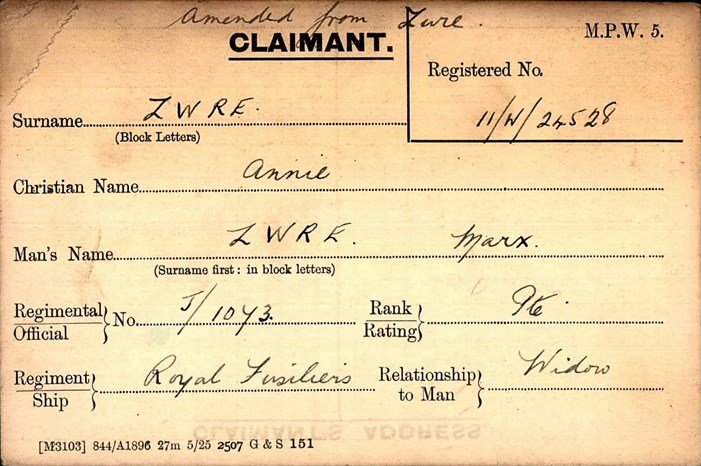 Amended from Zwre.
CLAIMANT.
M.P.W. 5.
Registered No.
11/W/24528
Surname ZWRE.
(Block Letters)
Christian Name Annie
Man's Name ZWRE. Marx.
(Surname first: in block letters)
Regimental Official No. J/1043. Rank Rating Pte.
Regiment Ship Royal Fusiliers Relationship to Man Widow
CLAIMANT'S ADDRESS
[M3103] 844/A1896 27m 5/25 2507 G & S 151